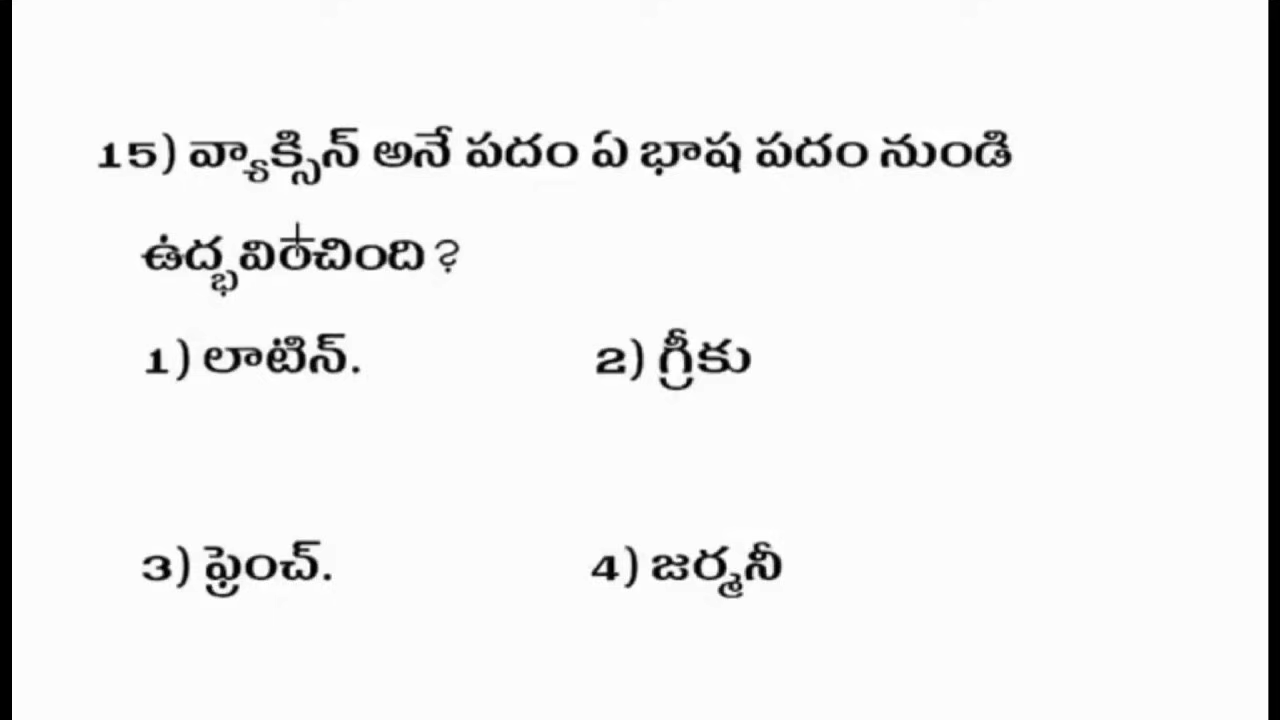 15) వ్యాక్సిన్ అనే పదం ఏ భాష పదం నుండి
ఉద్భవించింది?
1) లాటిన్. 2) గ్రీకు
3) ఫ్రెంచ్. 4) జర్మనీ